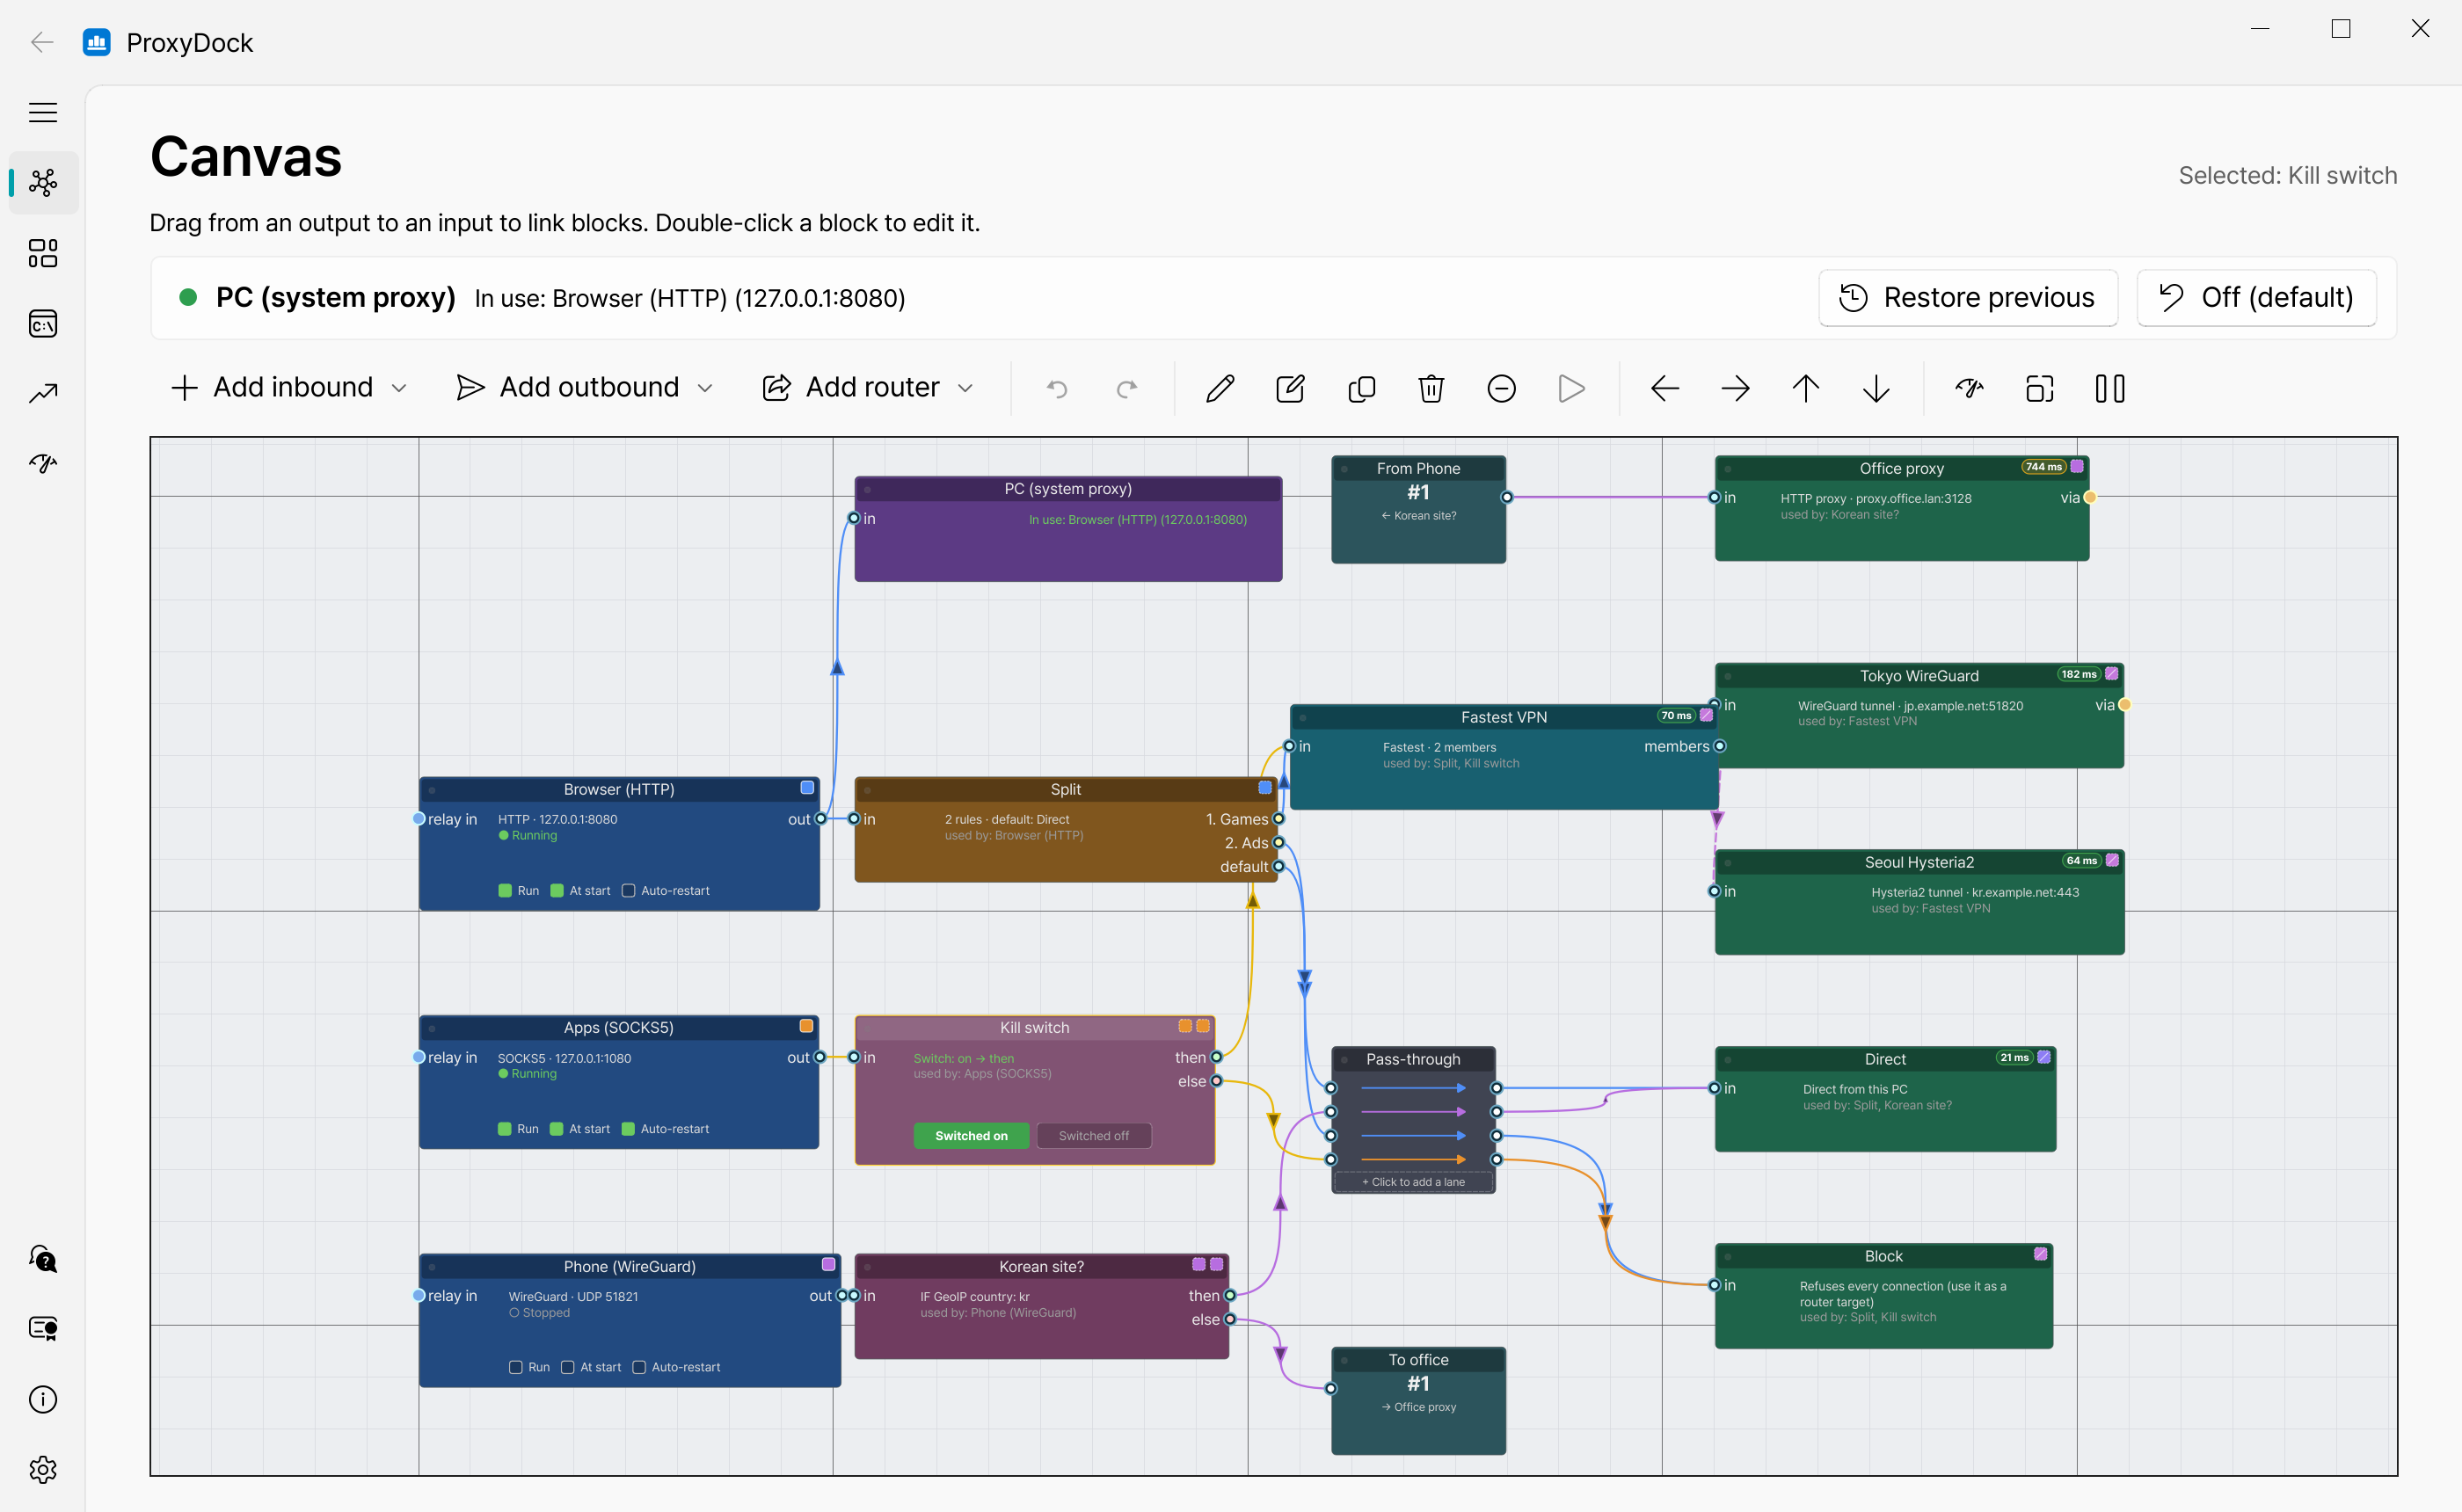 ProxyDock
Canvas
Selected: Kill switch
Drag from an output to an input to link blocks. Double-click a block to edit it.
PC (system proxy) In use: Browser (HTTP) (127.0.0.1:8080)
Restore previous
Off (default)
Add inbound
Add outbound
Add router
C:\
PC (system proxy)
in
In use: Browser (HTTP) (127.0.0.1:8080)
From Phone
#1
← Korean site?
Office proxy
744 ms
in
HTTP proxy · proxy.office.lan:3128
via
used by: Korean site?
Tokyo WireGuard
182 ms
in
WireGuard tunnel · jp.example.net:51820
via
used by: Fastest VPN
Fastest VPN
70 ms
in
Fastest · 2 members
members
used by: Split, Kill switch
Browser (HTTP)
relay in
HTTP · 127.0.0.1:8080
out
Running
Run
At start
Auto-restart
Split
in
2 rules · default: Direct
used by: Browser (HTTP)
1. Games
2. Ads
default
Seoul Hysteria2
64 ms
in
Hysteria2 tunnel · kr.example.net:443
used by: Fastest VPN
Apps (SOCKS5)
relay in
SOCKS5 · 127.0.0.1:1080
out
Running
Run
At start
Auto-restart
Kill switch
in
Switch: on → then
used by: Apps (SOCKS5)
then
else
Switched on
Switched off
Pass-through
+ Click to add a lane
Direct
21 ms
in
Direct from this PC
used by: Split, Korean site?
Phone (WireGuard)
relay in
WireGuard · UDP 51821
out
Stopped
Run
At start
Auto-restart
Korean site?
in
IF GeoIP country: kr
used by: Phone (WireGuard)
then
else
Block
in
Refuses every connection (use it as a
router target)
used by: Split, Kill switch
To office
#1
→ Office proxy